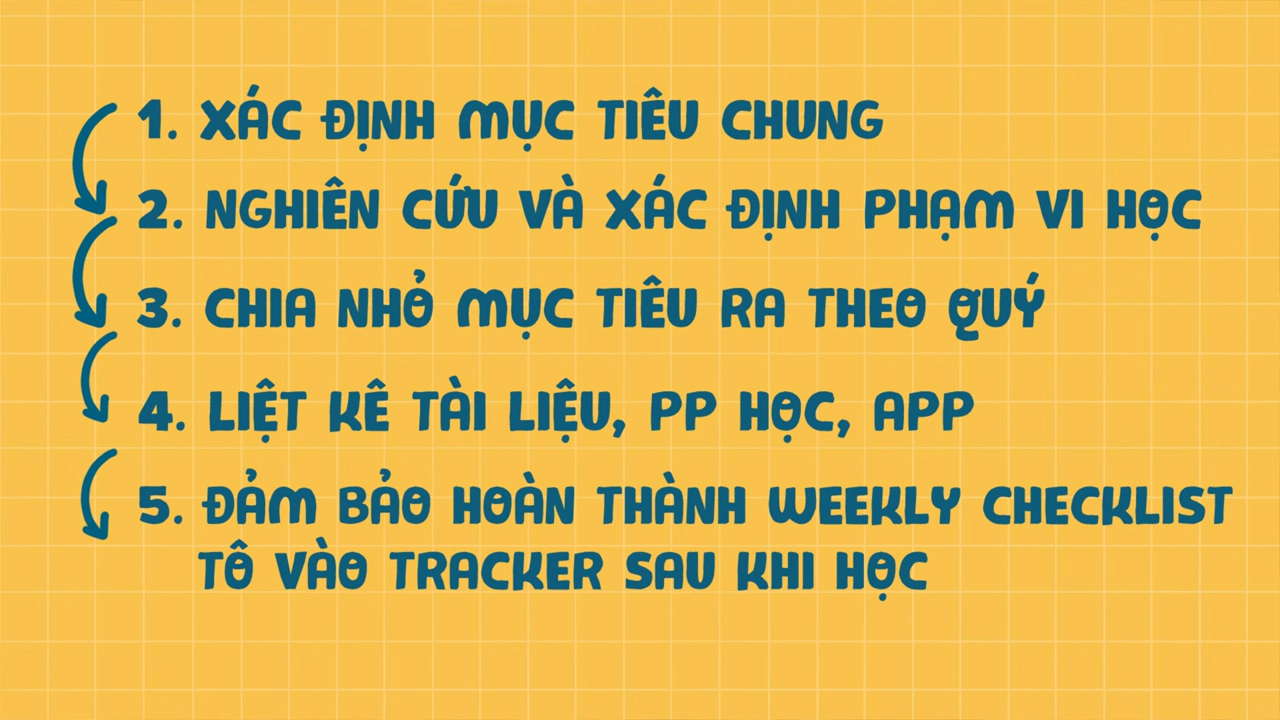 1. XÁC ĐỊNH MỤC TIÊU CHUNG
2. NGHIÊN CỨU VÀ XÁC ĐỊNH PHẠM VI HỌC
3. CHIA NHỎ MỤC TIÊU RA THEO QUÝ
4. LIỆT KÊ TÀI LIỆU, PP HỌC, APP
5. ĐẢM BẢO HOÀN THÀNH WEEKLY CHECKLIST
TÔ VÀO TRACKER SAU KHI HỌC